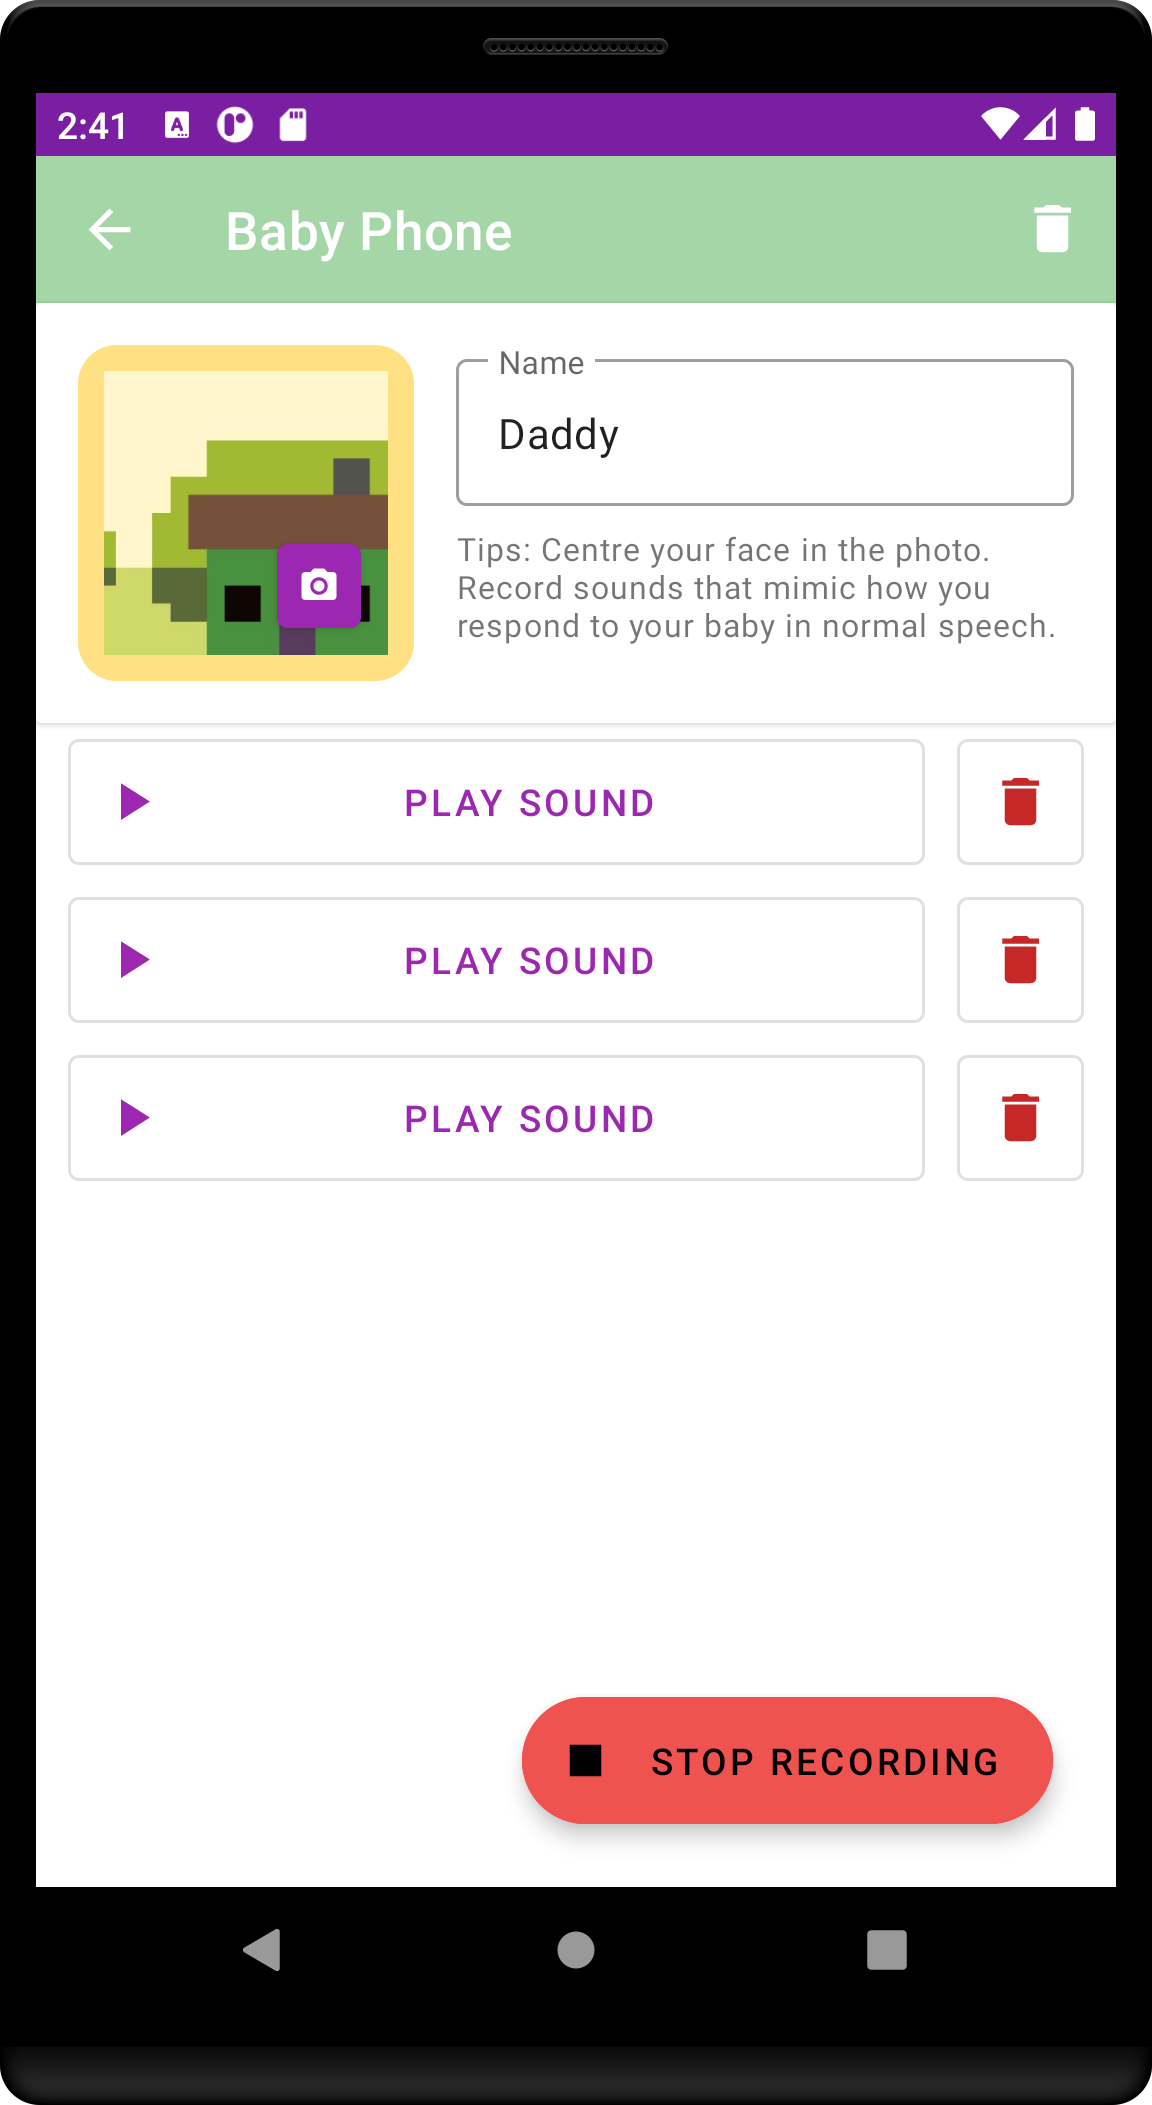 2:41
Baby Phone
Name
Daddy
Tips: Centre your face in the photo.
Record sounds that mimic how you
respond to your baby in normal speech.
PLAY SOUND
PLAY SOUND
PLAY SOUND
STOP RECORDING